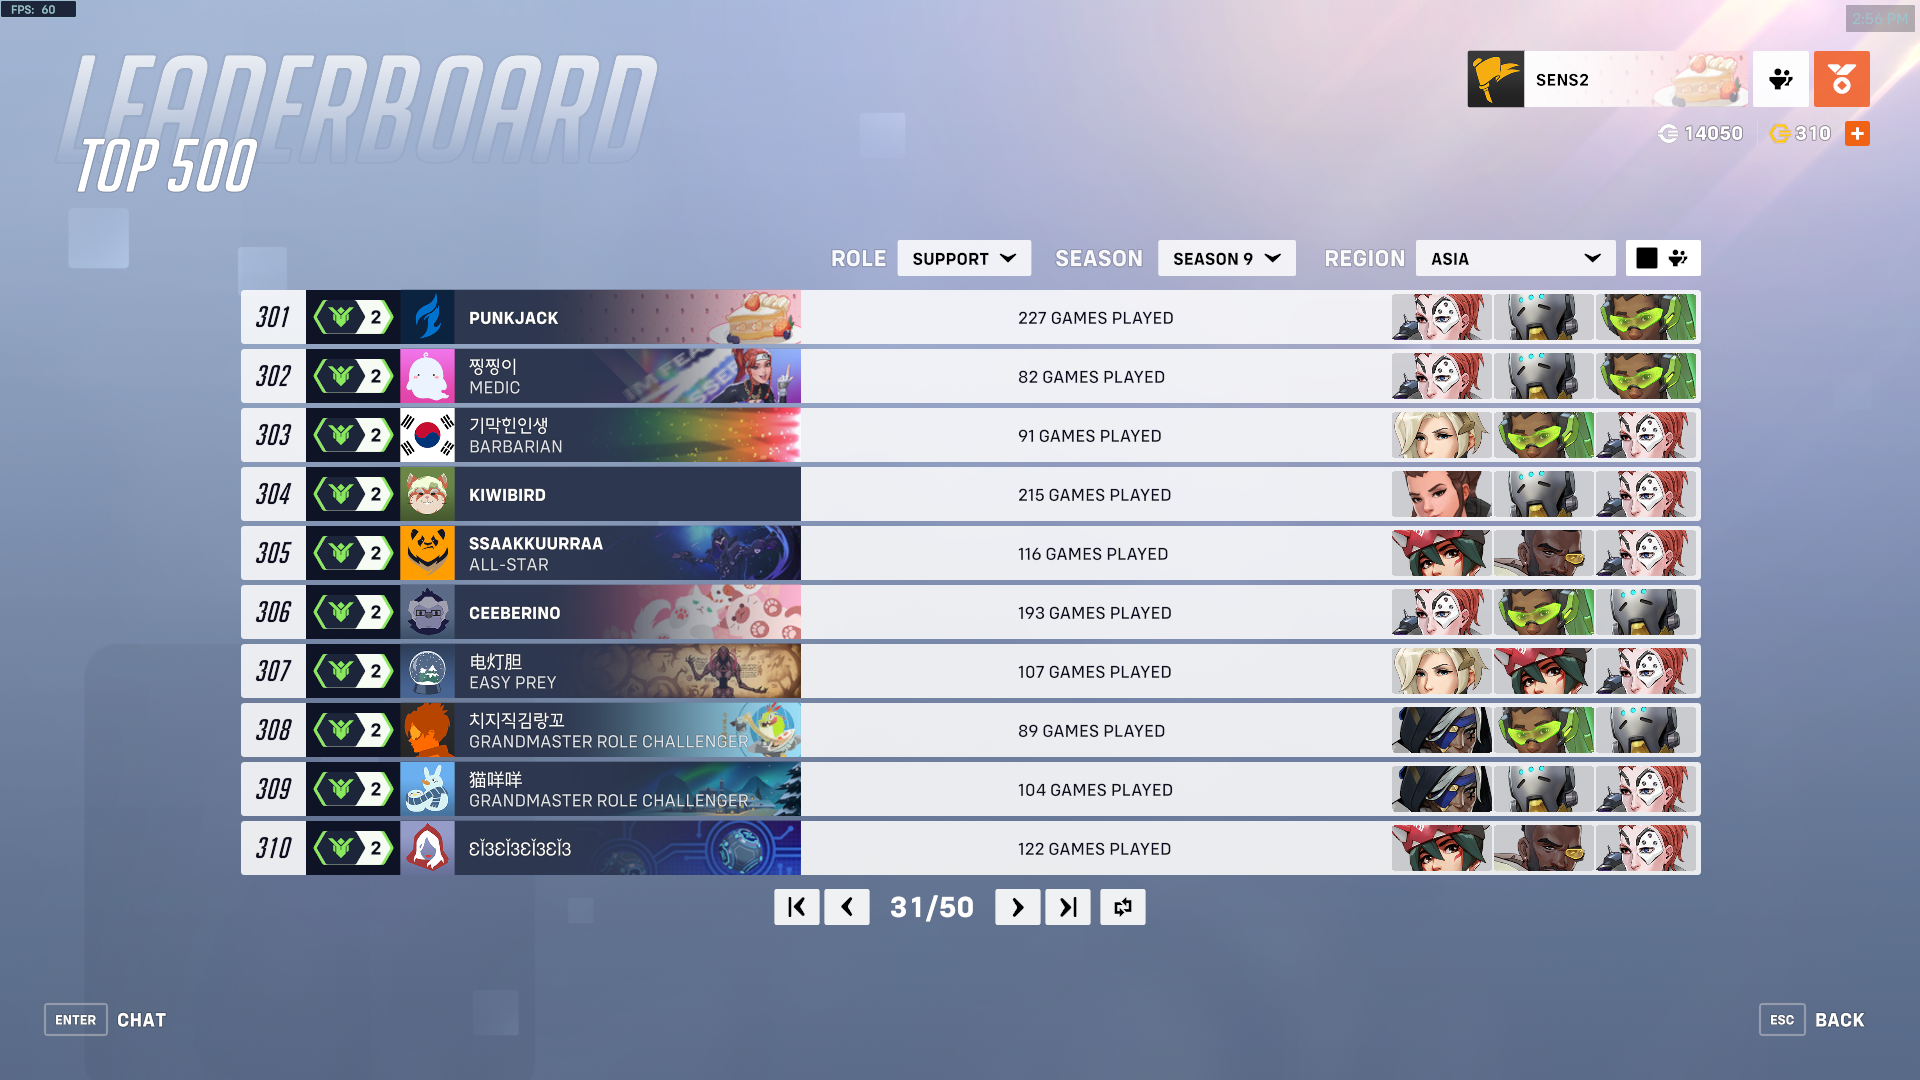 FPS: 60
2:56 PM
LEADERBOARD
TOP 500
SENS2
14050
310
ROLE SUPPORT SEASON SEASON 9 REGION ASIA
301 2 PUNKJACK 227 GAMES PLAYED
302 2 찡찡이 82 GAMES PLAYED
MEDIC
303 2 기막힌인생 91 GAMES PLAYED
BARBARIAN
304 2 KIWIBIRD 215 GAMES PLAYED
305 2 SSAAKKUURRAA 116 GAMES PLAYED
ALL-STAR
306 2 CEEBERINO 193 GAMES PLAYED
307 2 电灯胆 107 GAMES PLAYED
EASY PREY
308 2 치지직김랑꼬 89 GAMES PLAYED
GRANDMASTER ROLE CHALLENGER
309 2 猫咩咩 104 GAMES PLAYED
GRANDMASTER ROLE CHALLENGER
310 2 ƐǏ3ƐǏ3ƐǏ3ƐǏ3 122 GAMES PLAYED
31/50
ENTER CHAT
ESC BACK